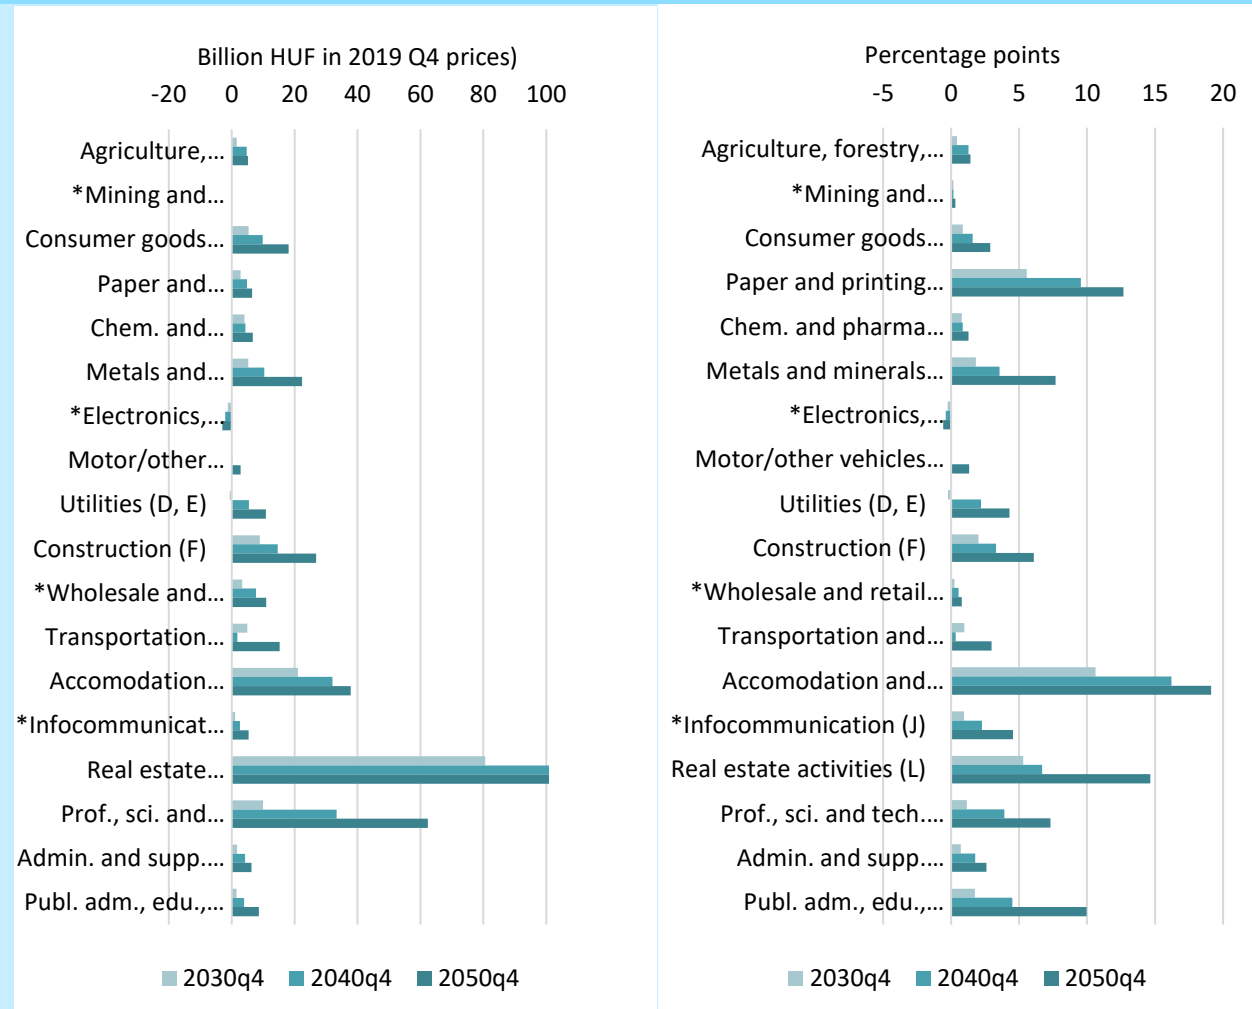 Billion HUF in 2019 Q4 prices)
-20 0 20 40 60 80 100
Agriculture,...
*Mining and...
Consumer goods...
Paper and...
Chem. and...
Metals and...
*Electronics,...
Motor/other...
Utilities (D, E)
Construction (F)
*Wholesale and...
Transportation...
Accomodation...
*Infocommunicat...
Real estate...
Prof., sci. and...
Admin. and supp....
Publ. adm., edu.,...
2030q4 2040q4 2050q4
Percentage points
-5 0 5 10 15 20
Agriculture, forestry,...
*Mining and...
Consumer goods...
Paper and printing...
Chem. and pharma...
Metals and minerals...
*Electronics,...
Motor/other vehicles...
Utilities (D, E)
Construction (F)
*Wholesale and retail...
Transportation and...
Accomodation and...
*Infocommunication (J)
Real estate activities (L)
Prof., sci. and tech....
Admin. and supp....
Publ. adm., edu.,...
2030q4 2040q4 2050q4